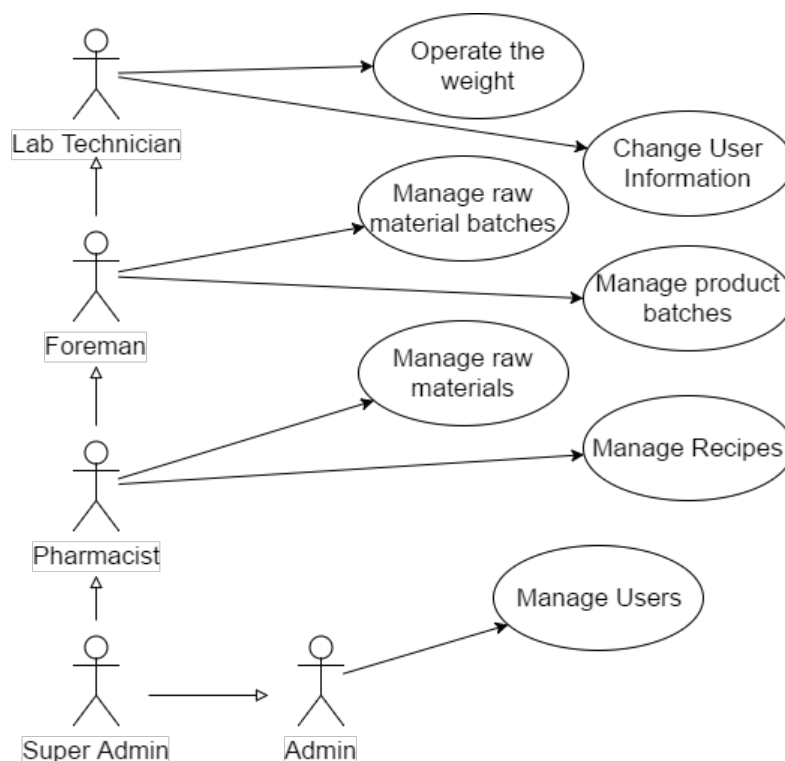 Operate the
weight
Lab Technician
Change User
Information
Manage raw
material batches
Manage product
batches
Foreman
Manage raw
materials
Manage Recipes
Pharmacist
Manage Users
Super Admin
Admin